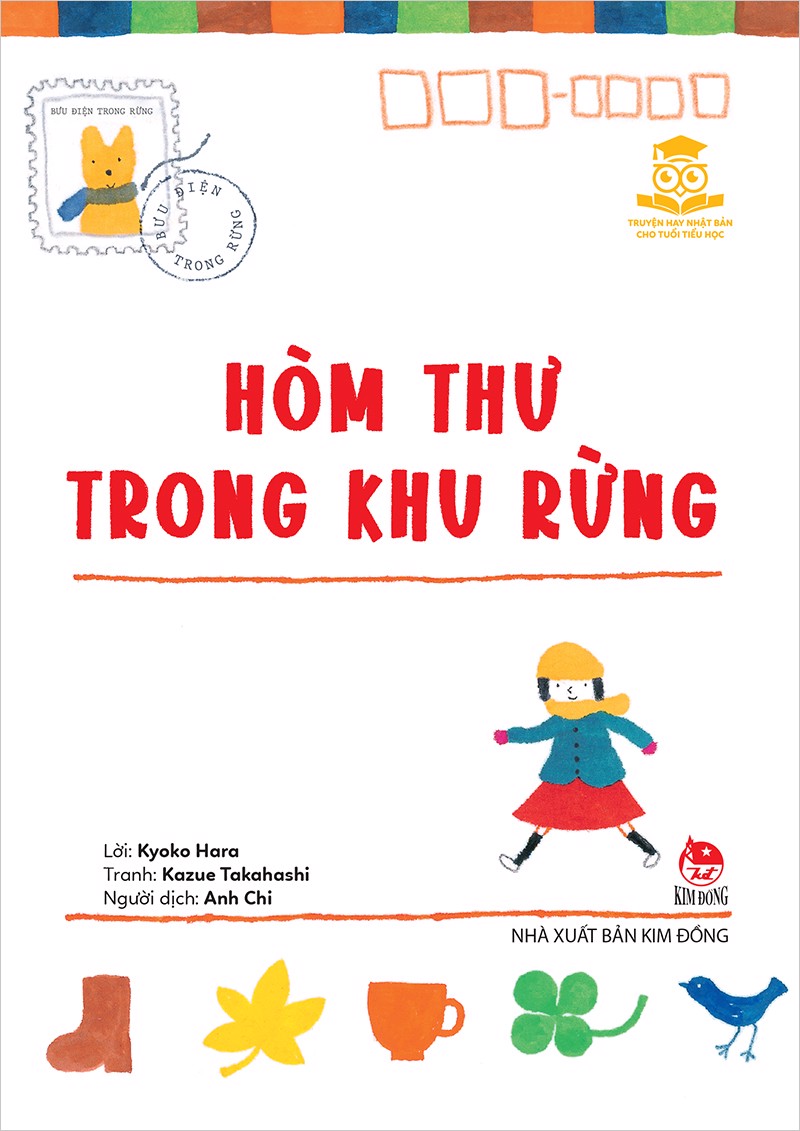 BƯU ĐIỆN TRONG RỪNG
BƯU ĐIỆN
TRONG RỪNG
TRUYỆN HAY NHẬT BẢN
CHO TUỔI TIỂU HỌC
HÒM THƯ
TRONG KHU RỪNG
Lời: Kyoko Hara
Tranh: Kazue Takahashi
Người dịch: Anh Chi
KIM ĐỒNG
NHÀ XUẤT BẢN KIM ĐỒNG